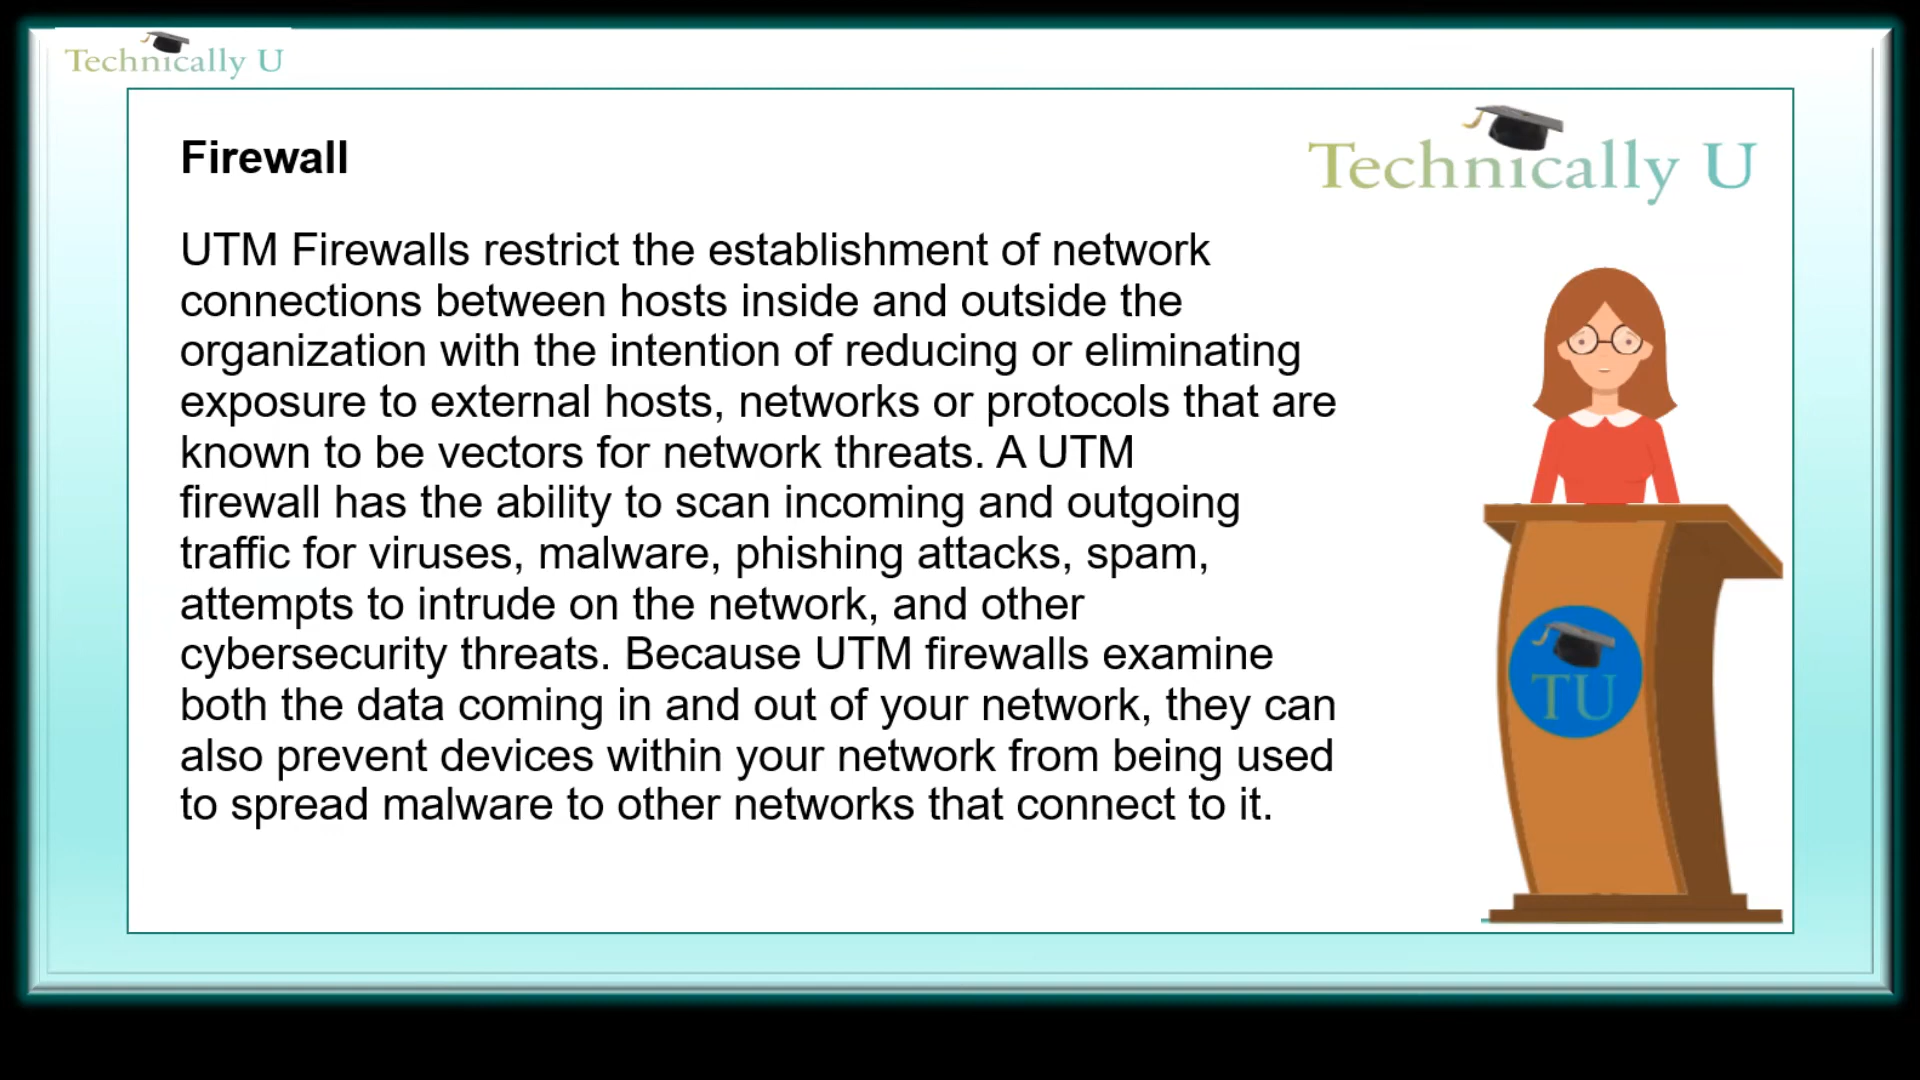 Technically U
Technically U
Firewall
UTM Firewalls restrict the establishment of network
connections between hosts inside and outside the
organization with the intention of reducing or eliminating
exposure to external hosts, networks or protocols that are
known to be vectors for network threats. A UTM
firewall has the ability to scan incoming and outgoing
traffic for viruses, malware, phishing attacks, spam,
attempts to intrude on the network, and other
cybersecurity threats. Because UTM firewalls examine
both the data coming in and out of your network, they can
also prevent devices within your network from being used
to spread malware to other networks that connect to it.
TU